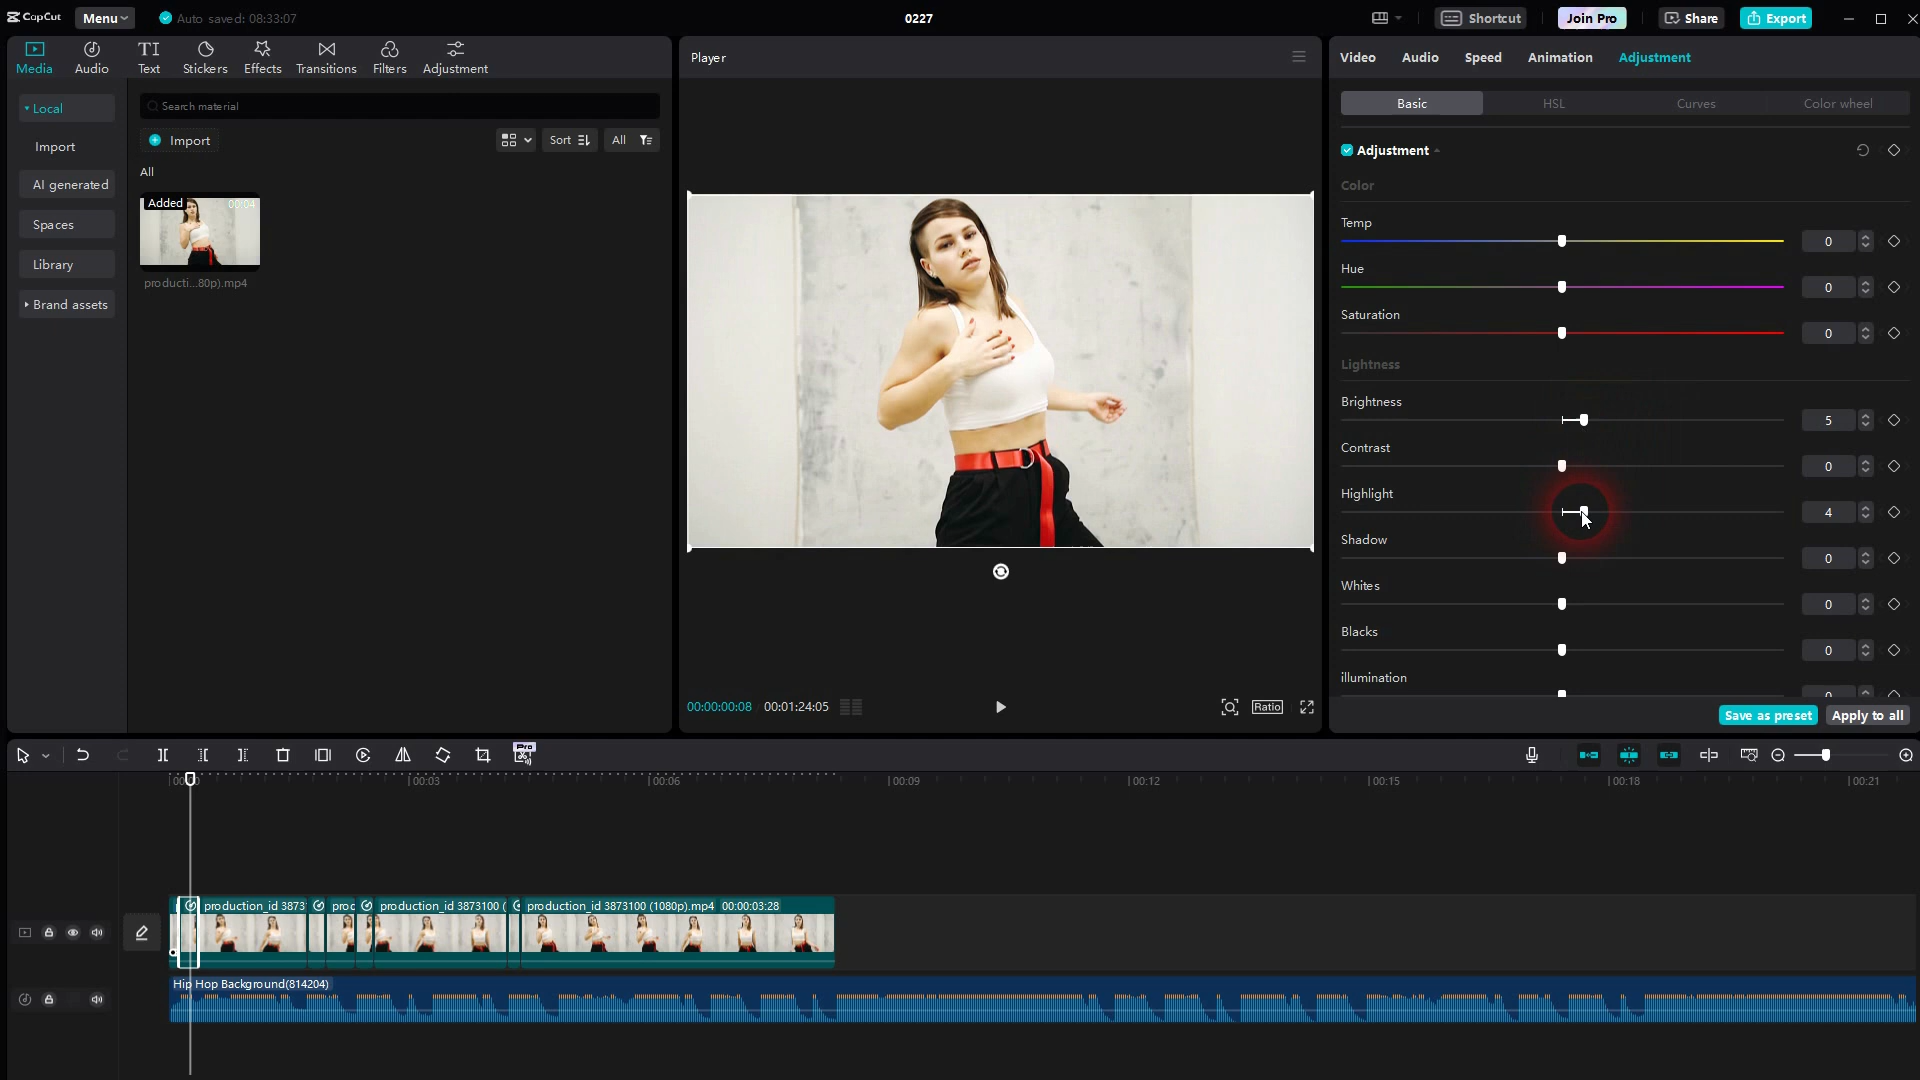 CapCut Menu Auto saved: 08:33:07 0227 Shortcut Join Pro Share Export
Media Audio Text Stickers Effects Transitions Filters Adjustment
Local
Import
AI generated
Spaces
Library
Brand assets
Search material
Import Sort All
All
Added 00:04
producti...80p).mp4
Player
00:00:00:08 00:01:24:05 Ratio
Video Audio Speed Animation Adjustment
Basic HSL Curves Color wheel
Adjustment
Color
Temp
0
Hue
0
Saturation
0
Lightness
Brightness
5
Contrast
0
Highlight
4
Shadow
0
Whites
0
Blacks
0
illumination
0
Save as preset Apply to all
Pro
00:03 00:06 00:09 00:12 00:15 00:18 00:21
production_id 3873 prod production_id 3873100 ( production_id 3873100 (1080p).mp4 00:00:03:28
Hip Hop Background(814204)